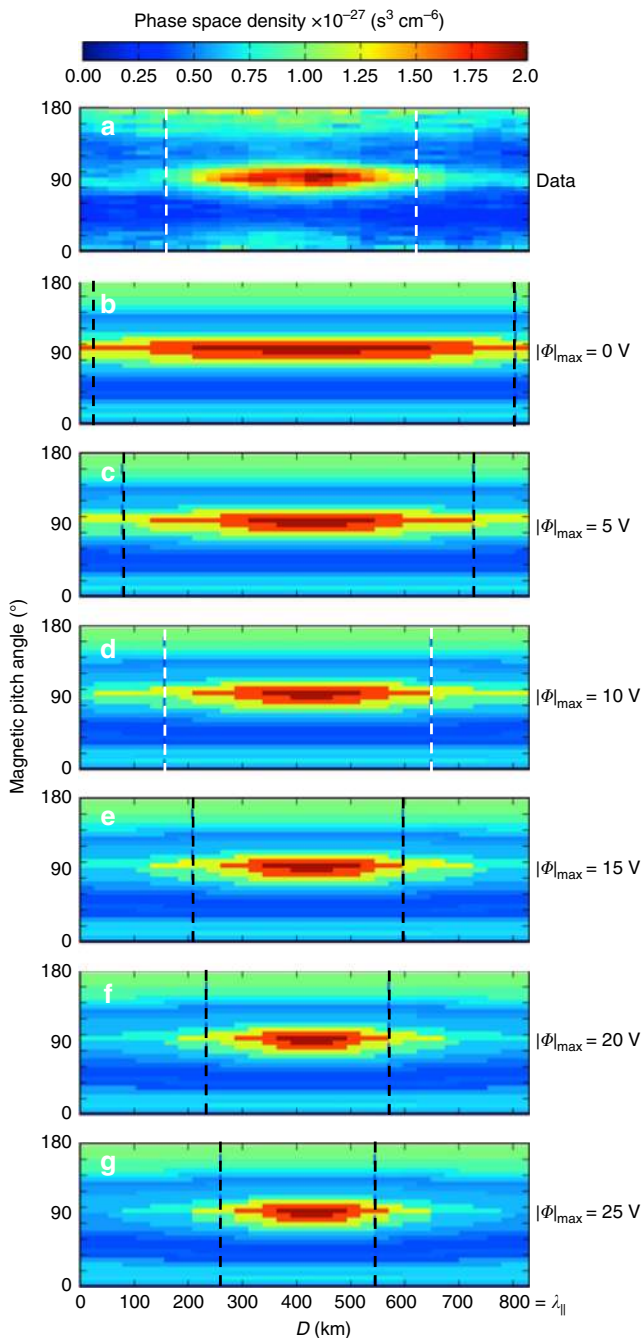 Phase space density ×10⁻²⁷ (s³ cm⁻⁶)
0.00 0.25 0.50 0.75 1.00 1.25 1.50 1.75 2.0
180
a
90
Data
0
180
b
90
|Φ|max = 0 V
0
180
c
90
|Φ|max = 5 V
0
Magnetic pitch angle (°)
180
d
90
|Φ|max = 10 V
0
180
e
90
|Φ|max = 15 V
0
180
f
90
|Φ|max = 20 V
0
180
g
90
|Φ|max = 25 V
0
0 100 200 300 400 500 600 700 800 = λ||
D (km)